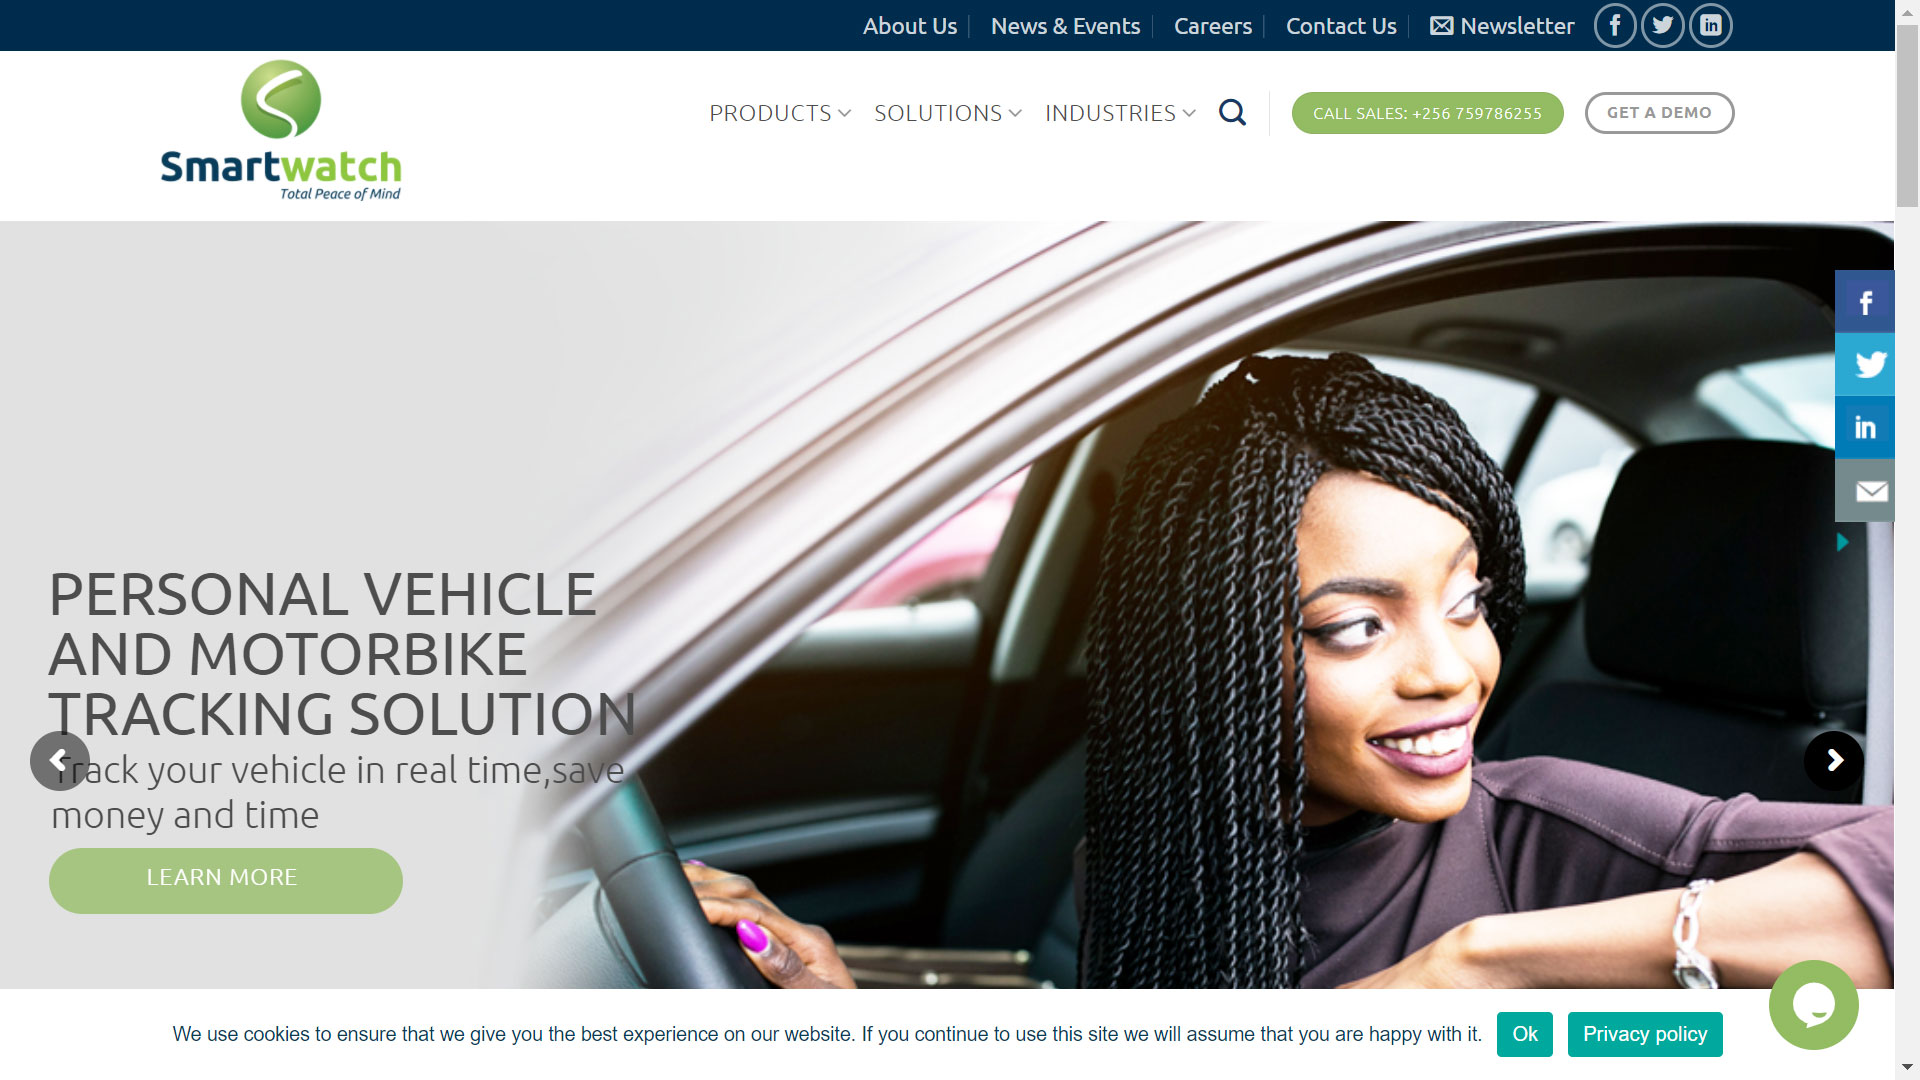 About Us
News & Events
Careers
Contact Us
Newsletter
Smartwatch
Total Peace of Mind
PRODUCTS
SOLUTIONS
INDUSTRIES
CALL SALES: +256 759786255
GET A DEMO
PERSONAL VEHICLE
AND MOTORBIKE
TRACKING SOLUTION
Track your vehicle in real time,save
money and time
LEARN MORE
We use cookies to ensure that we give you the best experience on our website. If you continue to use this site we will assume that you are happy with it.
Ok
Privacy policy